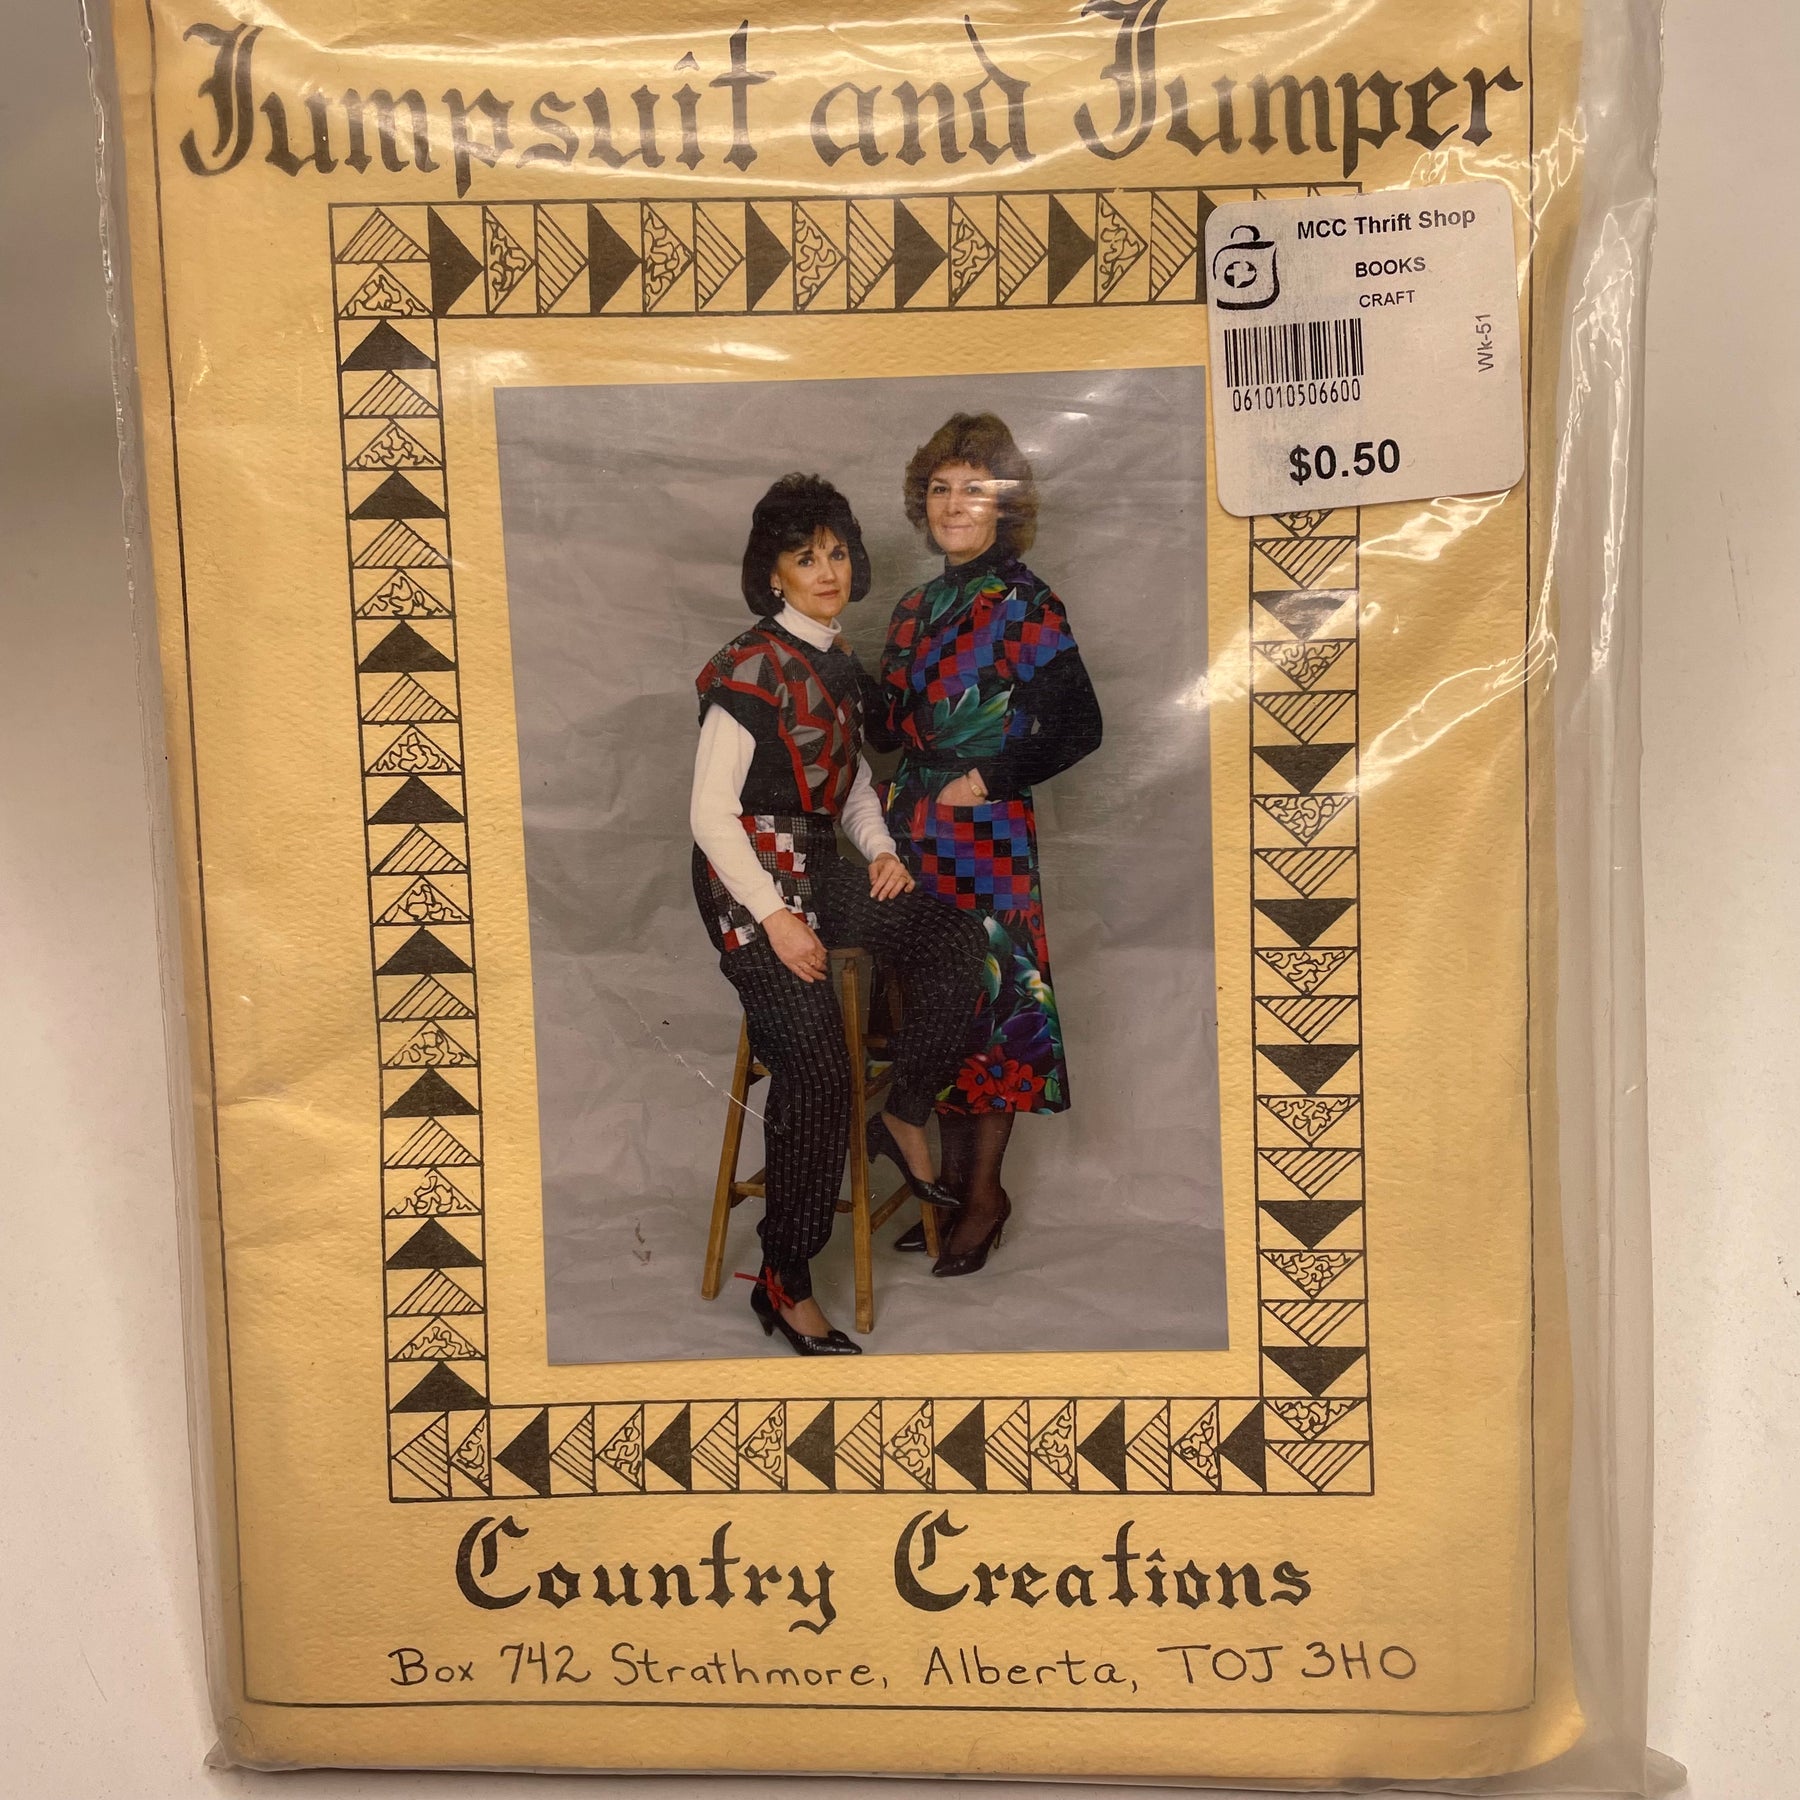 Jumpsuit and Jumper
MCC Thrift Shop
BOOKS
CRAFT
Wk-51
061010506600
$0.50
Country Creations
Box 742 Strathmore, Alberta, TOJ 3HO